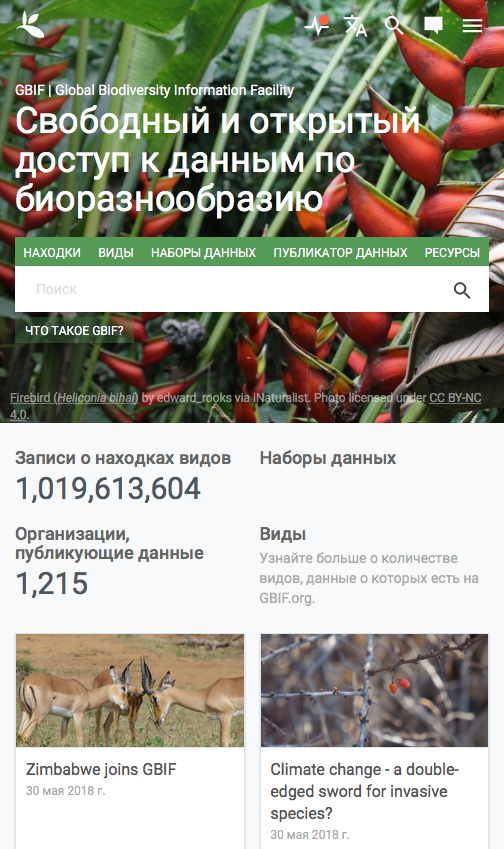 GBIF | Global Biodiversity Information Facility
Свободный и открытый
доступ к данным по
биоразнообразию
НАХОДКИ ВИДЫ НАБОРЫ ДАННЫХ ПУБЛИКАТОР ДАННЫХ РЕСУРСЫ
Поиск
ЧТО ТАКОЕ GBIF?
Firebird (Heliconia bihai) by edward_rooks via iNaturalist. Photo licensed under CC BY-NC
4.0.
Записи о находках видов
1,019,613,604
Наборы данных
Организации,
публикующие данные
1,215
Виды
Узнайте больше о количестве
видов, данные о которых есть на
GBIF.org.
Zimbabwe joins GBIF
30 мая 2018 г.
Climate change - a double-
edged sword for invasive
species?
30 мая 2018 г.